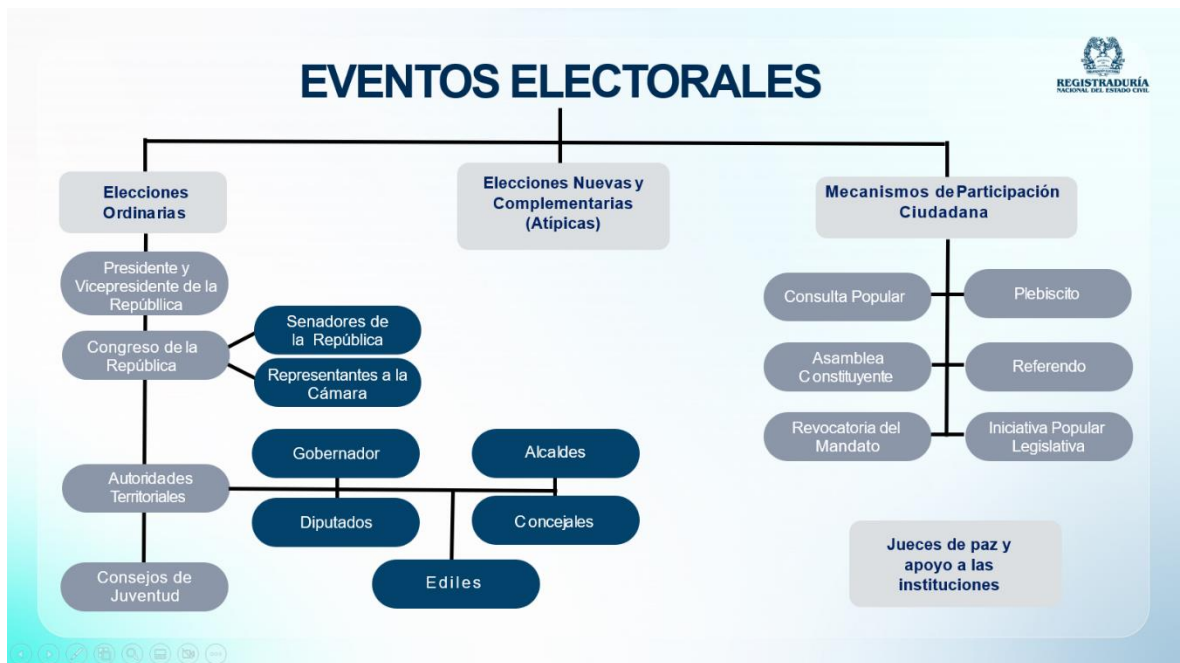 EVENTOS ELECTORALES
REGISTRADURÍA
NACIONAL DEL ESTADO CIVIL
Elecciones
Ordinarias
Elecciones Nuevas y
Complementarias
(Atípicas)
Mecanismos de Participación
Ciudadana
Presidente y
Vicepresidente de la
Repúbllica
Congreso de la
República
Senadores de
la República
Representantes a la
Cámara
Autoridades
Territoriales
Gobernador
Alcaldes
Diputados
Concejales
Ediles
Consejos de
Juventud
Consulta Popular
Plebiscito
Asamblea
Constituyente
Referendo
Revocatoria del
Mandato
Iniciativa Popular
Legislativa
Jueces de paz y
apoyo a las
instituciones